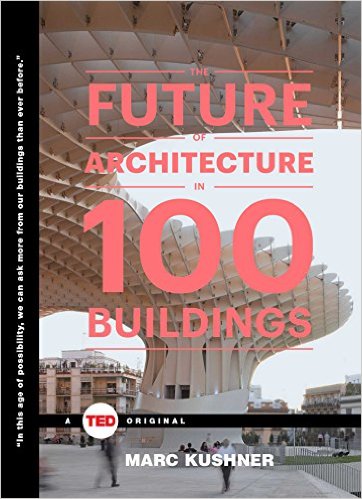 THE
FUTURE
OF
ARCHITECTURE
IN
100
BUILDINGS
"In this age of possibility, we can ask more from our buildings than ever before."
A TED ORIGINAL
MARC KUSHNER